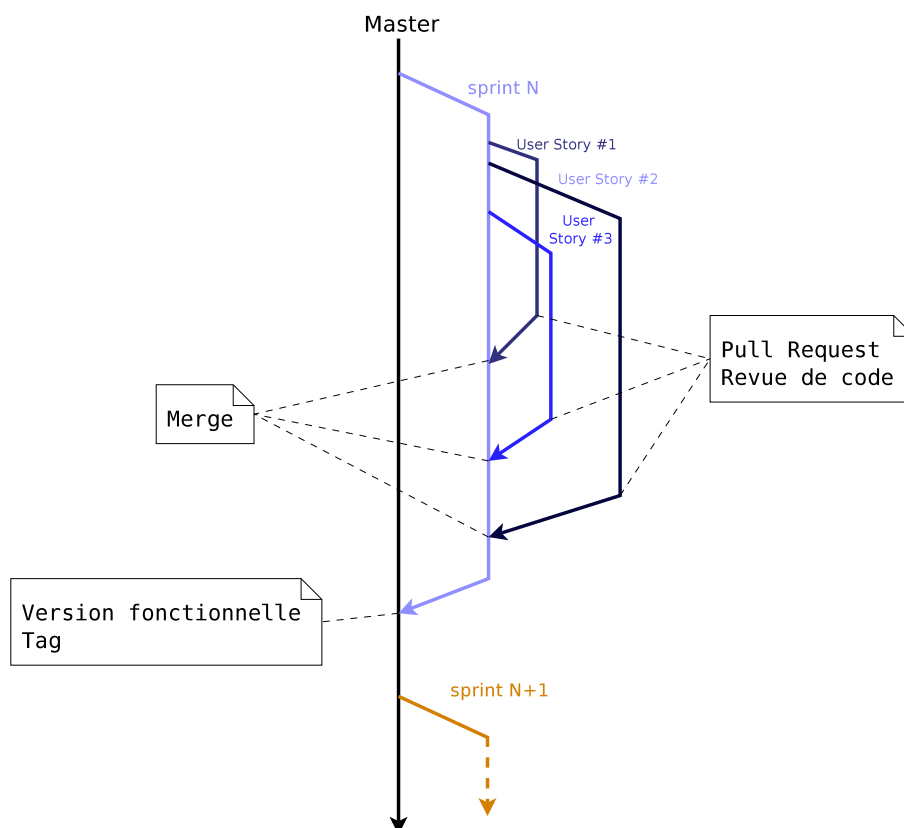 Master
sprint N
User Story #1
User Story #2
User
Story #3
Pull Request
Revue de code
Merge
Version fonctionnelle
Tag
sprint N+1